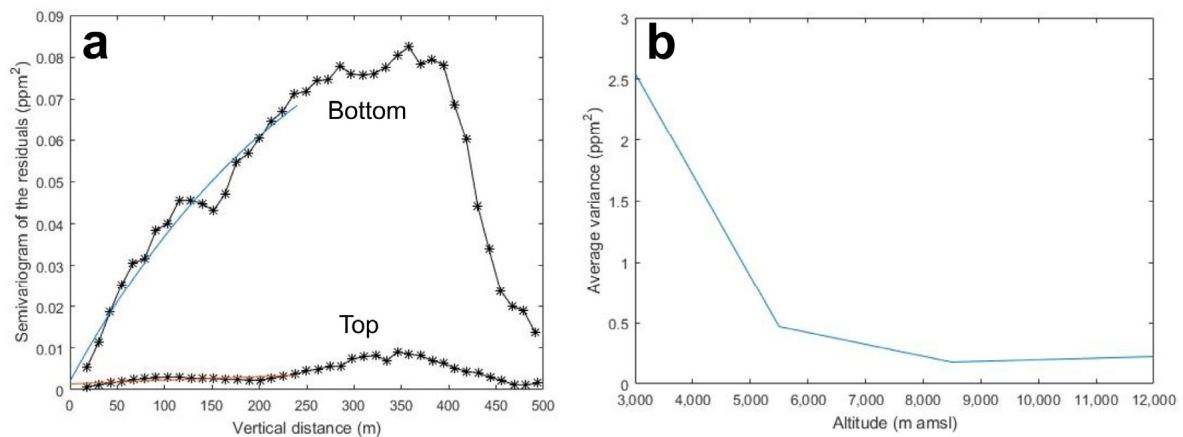 a
0.09
0.08
0.07
0.06
0.05
0.04
0.03
0.02
0.01
0
Semivariogram of the residuals (ppm2)
Bottom
Top
0 50 100 150 200 250 300 350 400 450 500
Vertical distance (m)
b
3
2.5
2
1.5
1
0.5
0
Average variance (ppm2)
3,000 4,000 5,000 6,000 7,000 8,000 9,000 10,000 11,000 12,000
Altitude (m amsl)